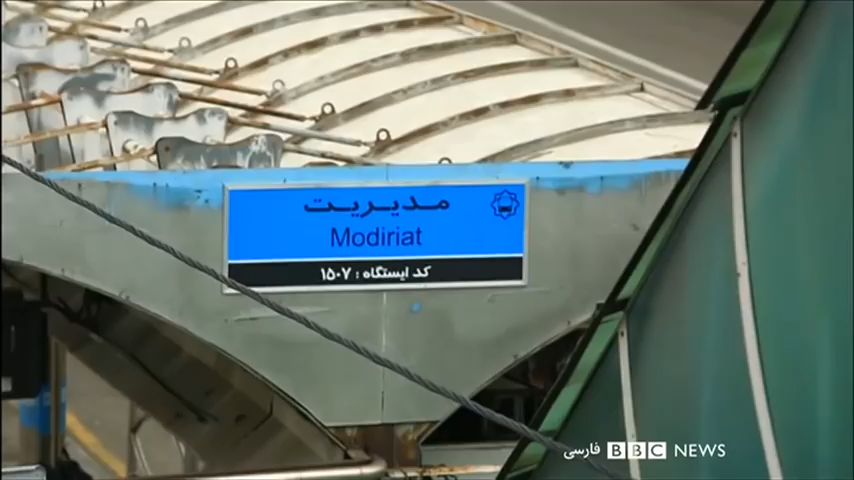 مدیریت
Modiriat
کد ایستگاه : ۱۵۰۷
فارسی BBC NEWS